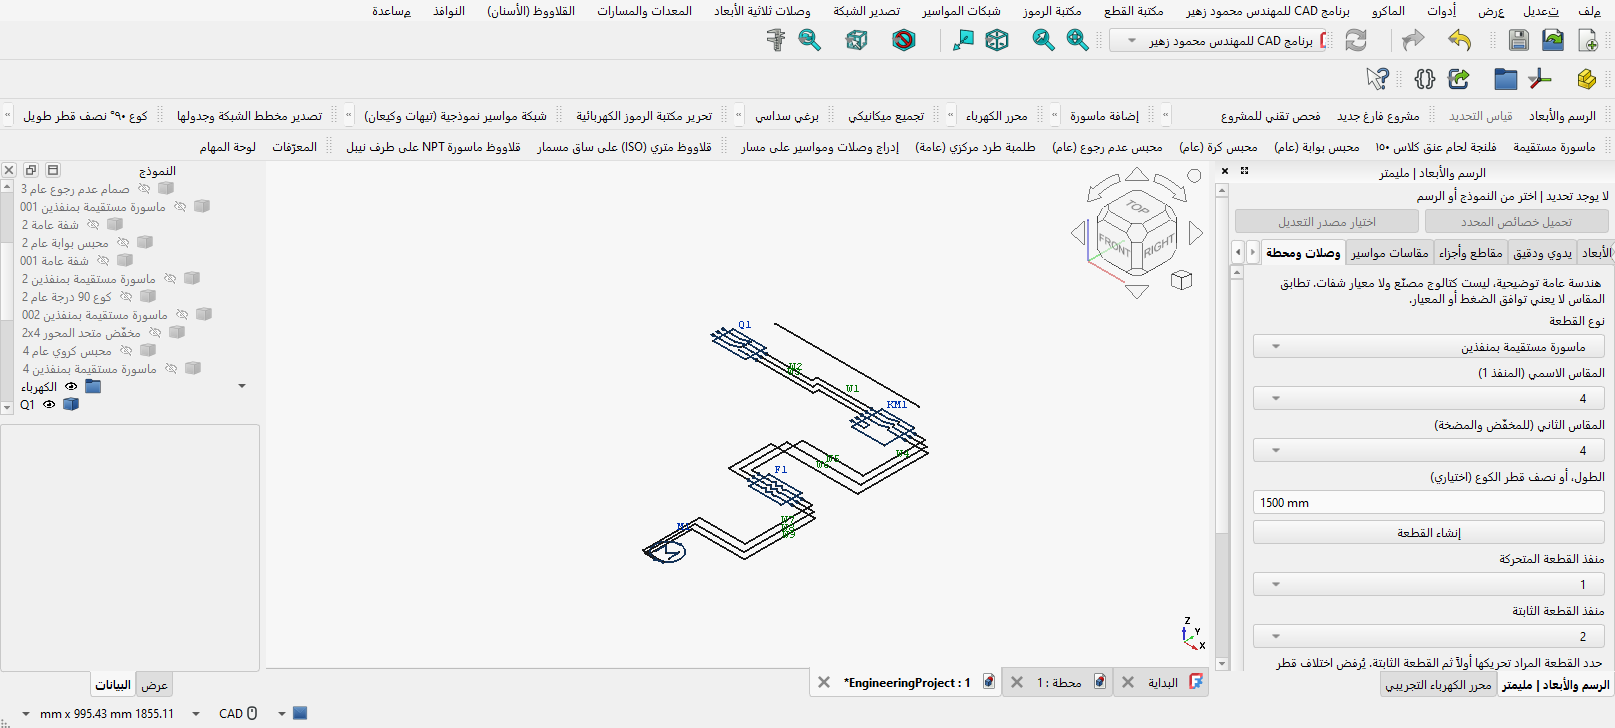 ملف تعديل عرض أدوات الماكرو برنامج CAD للمهندس محمود زهير مكتبة القطع مكتبة الرموز شبكات المواسير تصدير الشبكة وصلات ثلاثية الأبعاد المعدات والمسارات القلاووظ (الأسنان) النوافذ مساعدة
برنامج CAD للمهندس محمود زهير
الرسم والأبعاد قياس التحديد مشروع فارغ جديد فحص تقني للمشروع إضافة ماسورة محرر الكهرباء تجميع ميكانيكي برغي سداسي تحرير مكتبة الرموز الكهربائية شبكة مواسير نموذجية (تيهات وكيعان) تصدير مخطط الشبكة وجدولها كوع ٩٠° نصف قطر طويل
ماسورة مستقيمة فلنجة لحام عنق كلاس ١٥٠ محبس بوابة (عام) محبس كرة (عام) محبس عدم رجوع (عام) طلمبة طرد مركزي (عامة) إدراج وصلات ومواسير على مسار قلاووظ متري (ISO) على ساق مسمار قلاووظ ماسورة NPT على طرف نيبل المعرّفات لوحة المهام
النموذج
صمام عدم رجوع عام 3
ماسورة مستقيمة بمنفذين 001
شفة عامة 2
محبس بوابة عام 2
شفة عامة 001
ماسورة مستقيمة بمنفذين 2
كوع 90 درجة عام 2
ماسورة مستقيمة بمنفذين 002
مخفّض متحد المحور 2x4
محبس كروي عام 4
ماسورة مستقيمة بمنفذين 4
الكهرباء
Q1
عرض
البيانات
TOP
FRONT
RIGHT
Q1
W2
W1
KM1
W4
W5
F1
W7
W9
Z
Y
X
الرسم والأبعاد | مليمتر
لا يوجد تحديد | اختر من النموذج أو الرسم
تحميل خصائص المحدد
اختيار مصدر التعديل
الأبعاد يدوي ودقيق مقاطع وأجزاء مقاسات مواسير وصلات ومحطة
هندسة عامة توضيحية، ليست كتالوج مصنّع ولا معيار شفات. تطابق
المقاس لا يعني توافق الضغط أو المعيار.
نوع القطعة
ماسورة مستقيمة بمنفذين
المقاس الاسمي (المنفذ 1)
4
المقاس الثاني (للمخفّض والمضخة)
4
الطول، أو نصف قطر الكوع (اختياري)
1500 mm
إنشاء القطعة
منفذ القطعة المتحركة
1
منفذ القطعة الثابتة
2
حدد القطعة المراد تحريكها أولاً ثم القطعة الثابتة. يُرفض اختلاف قطر
الرسم والأبعاد | مليمتر
محرر الكهرباء التجريبي
البداية
محطة : 1
EngineeringProject : 1*
CAD
1855.11 mm x 995.43 mm